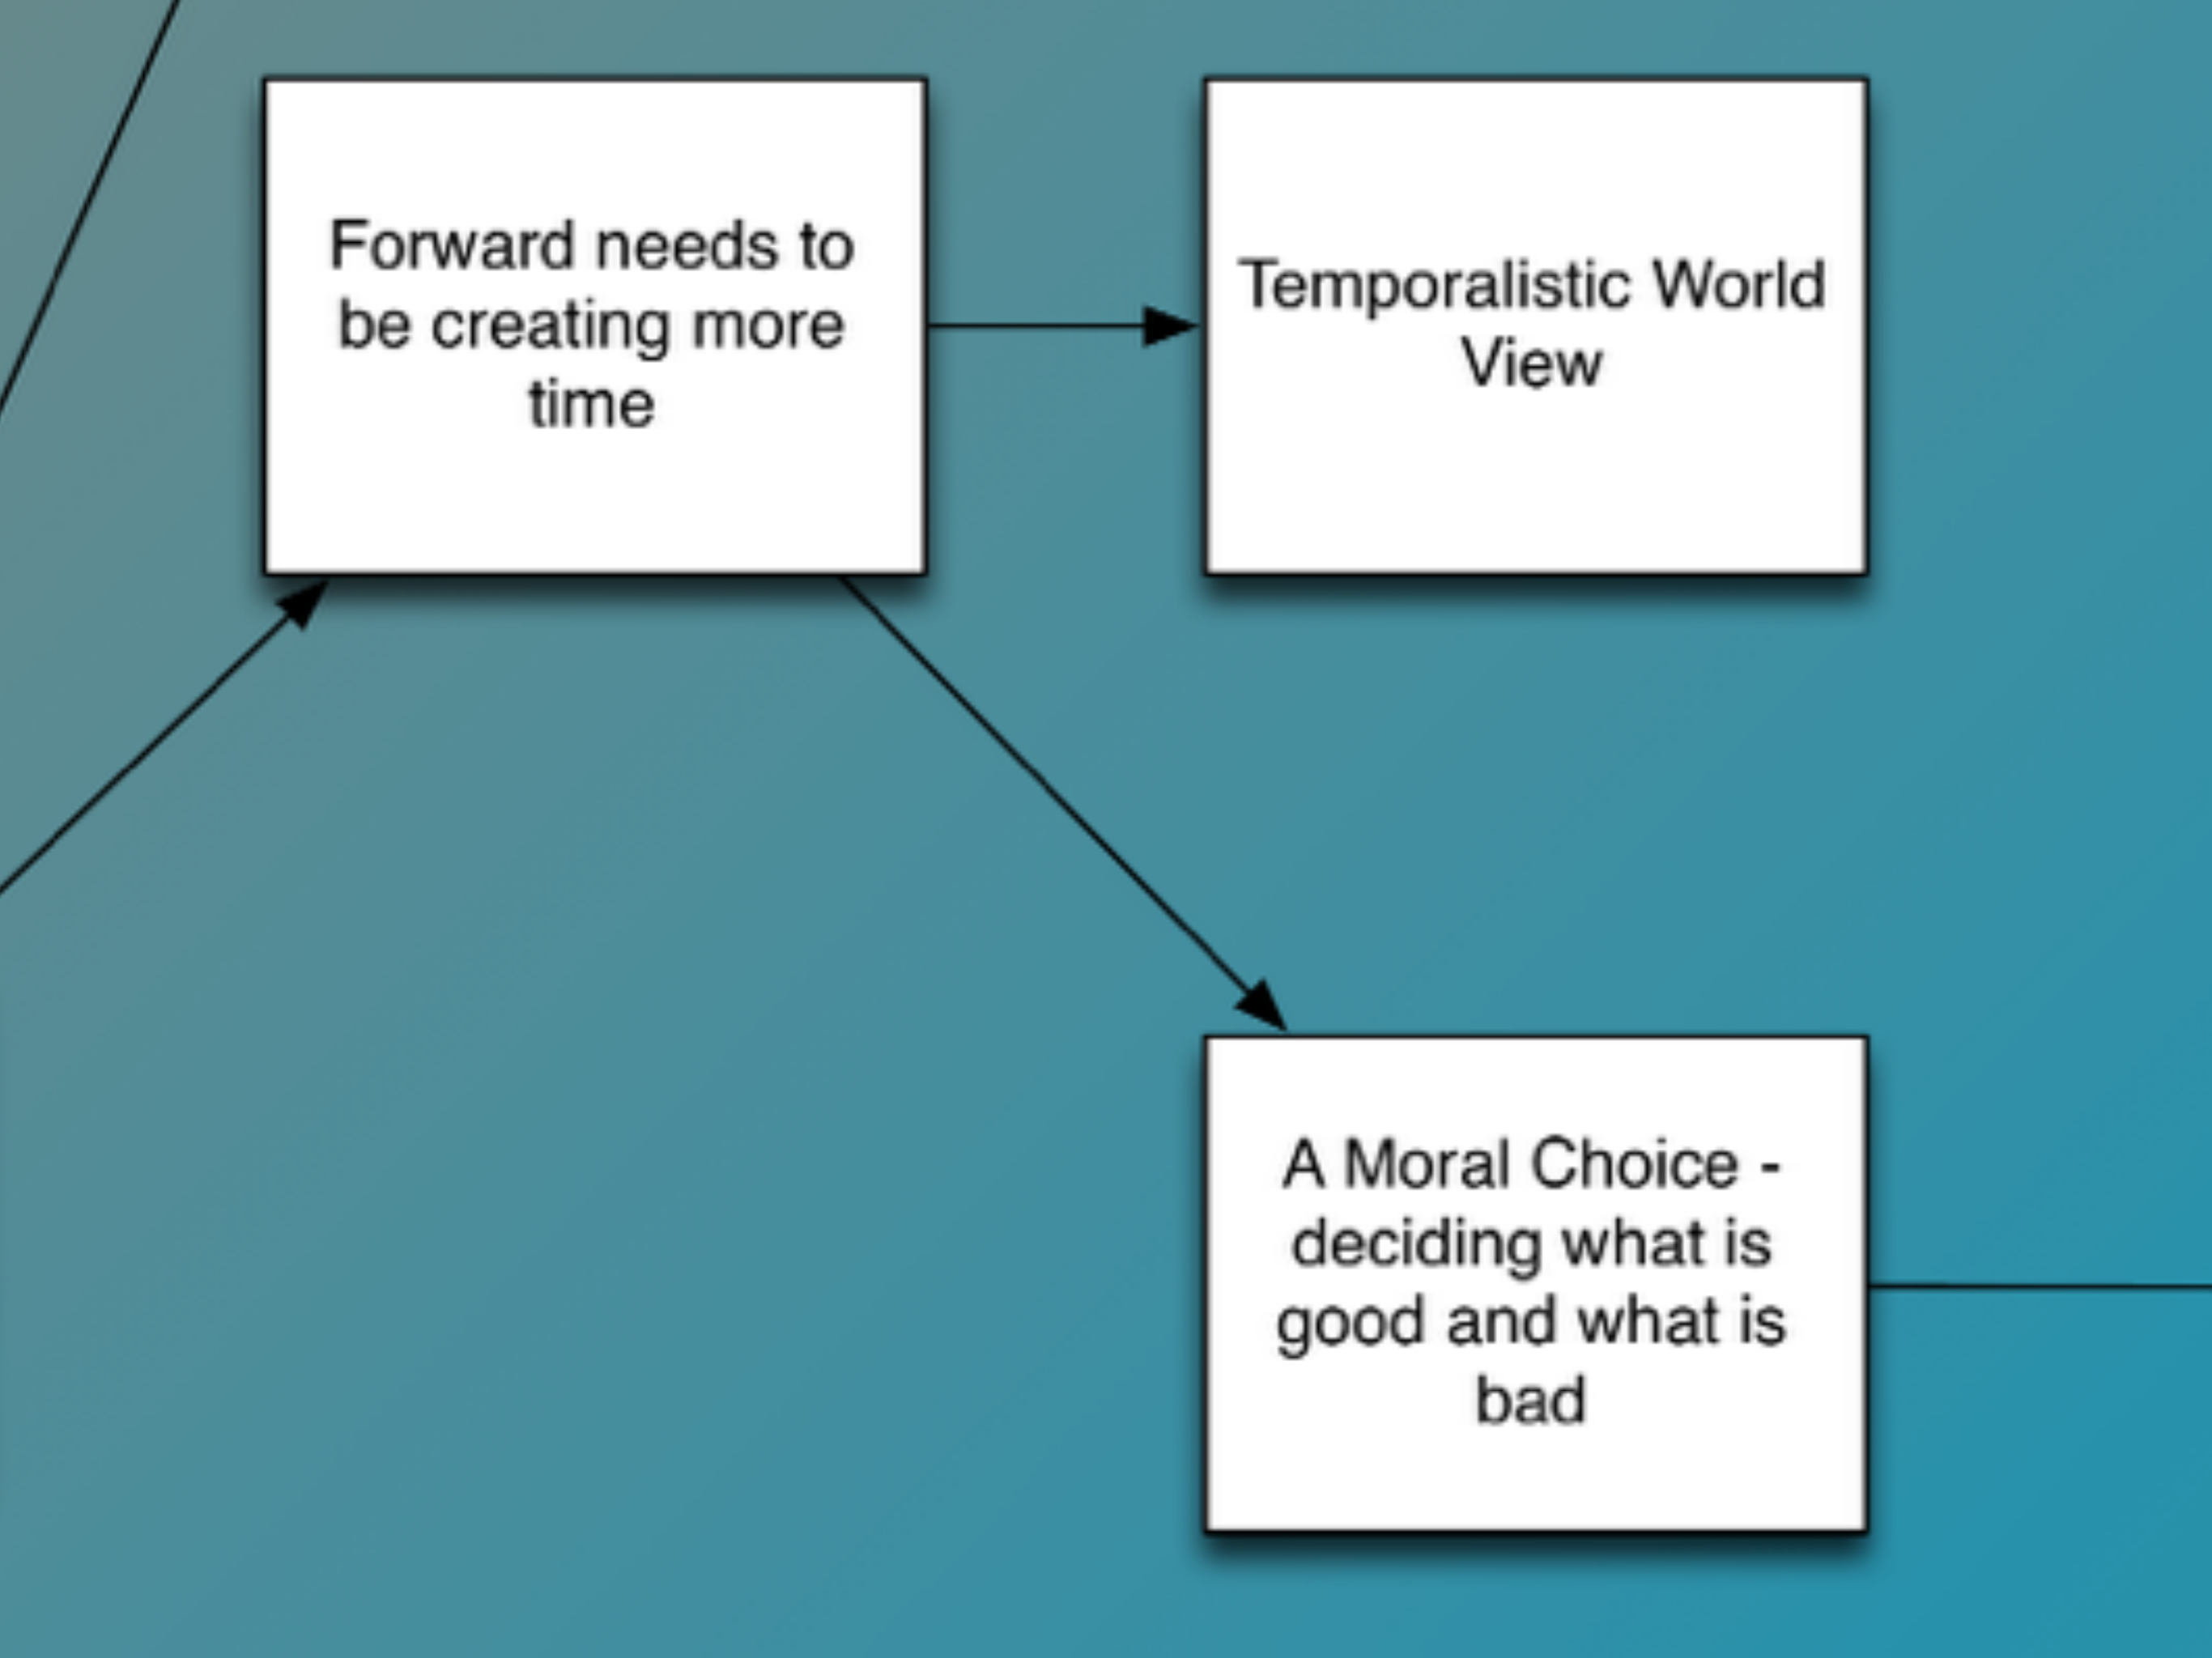 Forward needs to
be creating more
time
Temporalistic World
View
A Moral Choice -
deciding what is
good and what is
bad